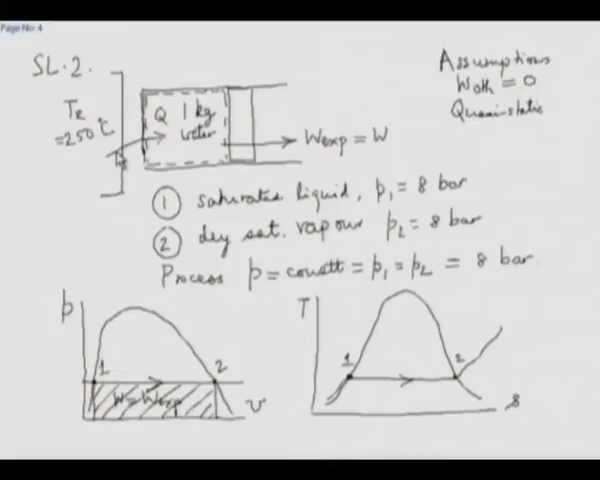 Page No: 4
SL.2.
Assumptions
Woth = 0
Quasistatic
TR
=250°C
Q 1 kg
water
Wexp = W
1 saturated liquid, p1 = 8 bar
2 dry sat. vapour p2 = 8 bar
Process p = constt = p1 = p2 = 8 bar.
p
1
2
W=Wexp
v
T
1
2
s